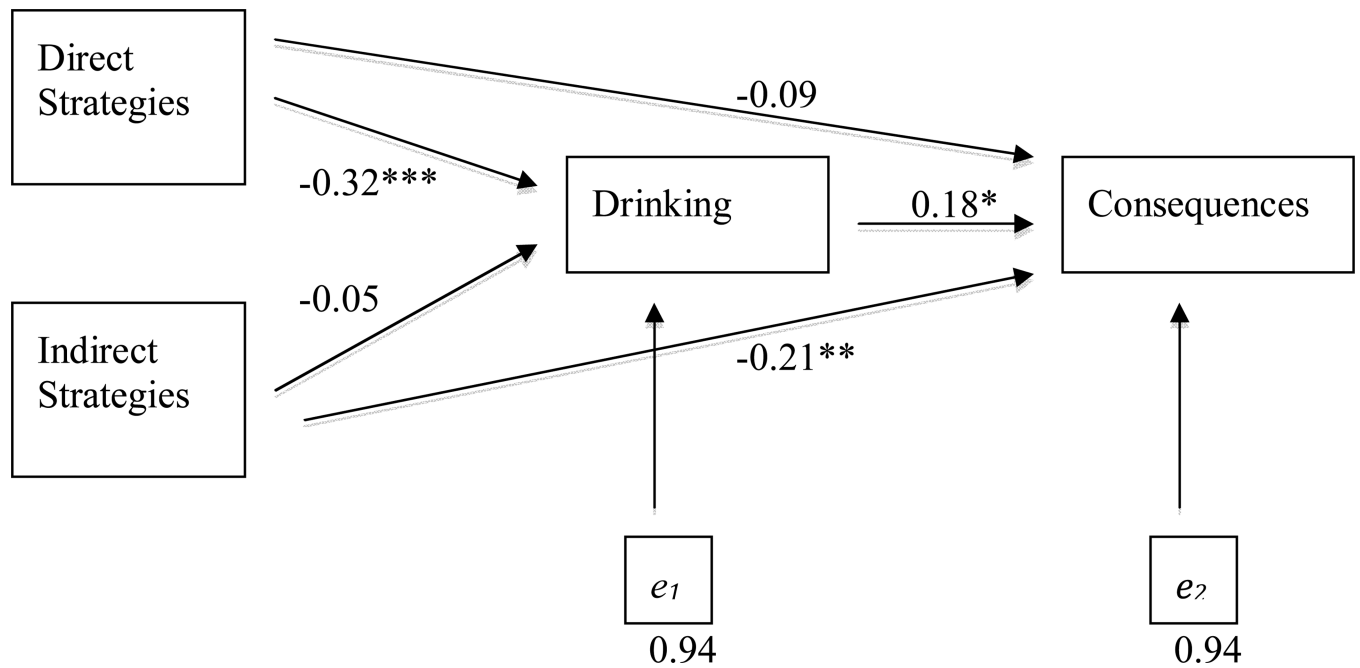 Direct
Strategies
-0.09
-0.32***
Drinking
0.18*
Consequences
-0.05
Indirect
Strategies
-0.21**
e₁
e₂
0.94
0.94